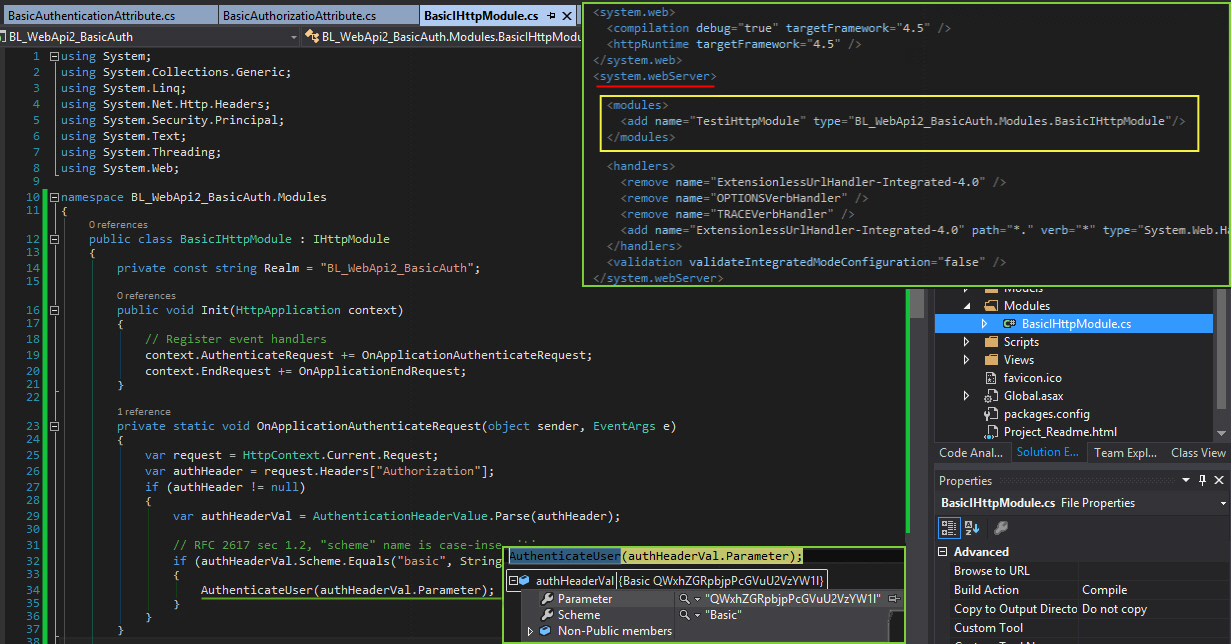 BasicAuthenticationAttribute.cs
BasicAuthorizatioAttribute.cs
BasicIHttpModule.cs
BL_WebApi2_BasicAuth
BL_WebApi2_BasicAuth.Modules.BasicIHttpModu
1 using System;
2 using System.Collections.Generic;
3 using System.Linq;
4 using System.Net.Http.Headers;
5 using System.Security.Principal;
6 using System.Text;
7 using System.Threading;
8 using System.Web;
9
10 namespace BL_WebApi2_BasicAuth.Modules
11 {
0 references
12 public class BasicIHttpModule : IHttpModule
13 {
14 private const string Realm = "BL_WebApi2_BasicAuth";
15
0 references
16 public void Init(HttpApplication context)
17 {
18 // Register event handlers
19 context.AuthenticateRequest += OnApplicationAuthenticateRequest;
20 context.EndRequest += OnApplicationEndRequest;
21 }
22
1 reference
23 private static void OnApplicationAuthenticateRequest(object sender, EventArgs e)
24 {
25 var request = HttpContext.Current.Request;
26 var authHeader = request.Headers["Authorization"];
27 if (authHeader != null)
28 {
29 var authHeaderVal = AuthenticationHeaderValue.Parse(authHeader);
30
31 // RFC 2617 sec 1.2, "scheme" name is case-inse
32 if (authHeaderVal.Scheme.Equals("basic", String
33 {
34 AuthenticateUser(authHeaderVal.Parameter);
35 }
36 }
37 }
38
<system.web>
<compilation debug="true" targetFramework="4.5" />
<httpRuntime targetFramework="4.5" />
</system.web>
<system.webServer>
<modules>
<add name="TestiHttpModule" type="BL_WebApi2_BasicAuth.Modules.BasicIHttpModule"/>
</modules>
<handlers>
<remove name="ExtensionlessUrlHandler-Integrated-4.0" />
<remove name="OPTIONSVerbHandler" />
<remove name="TRACEVerbHandler" />
<add name="ExtensionlessUrlHandler-Integrated-4.0" path="*." verb="*" type="System.Web.Ha
</handlers>
<validation validateIntegratedModeConfiguration="false" />
</system.webServer>
AuthenticateUser(authHeaderVal.Parameter);
authHeaderVal {Basic QWxhZGRpbjpPcGVuU2VzYW1l}
Parameter "QWxhZGRpbjpPcGVuU2VzYW1l"
Scheme "Basic"
Non-Public members
Models
Modules
C# BasicIHttpModule.cs
Scripts
Views
favicon.ico
Global.asax
packages.config
Project_Readme.html
Code Anal... Solution E... Team Expl... Class View
Properties
BasicIHttpModule.cs File Properties
Advanced
Browse to URL
Build Action Compile
Copy to Output Directo Do not copy
Custom Tool